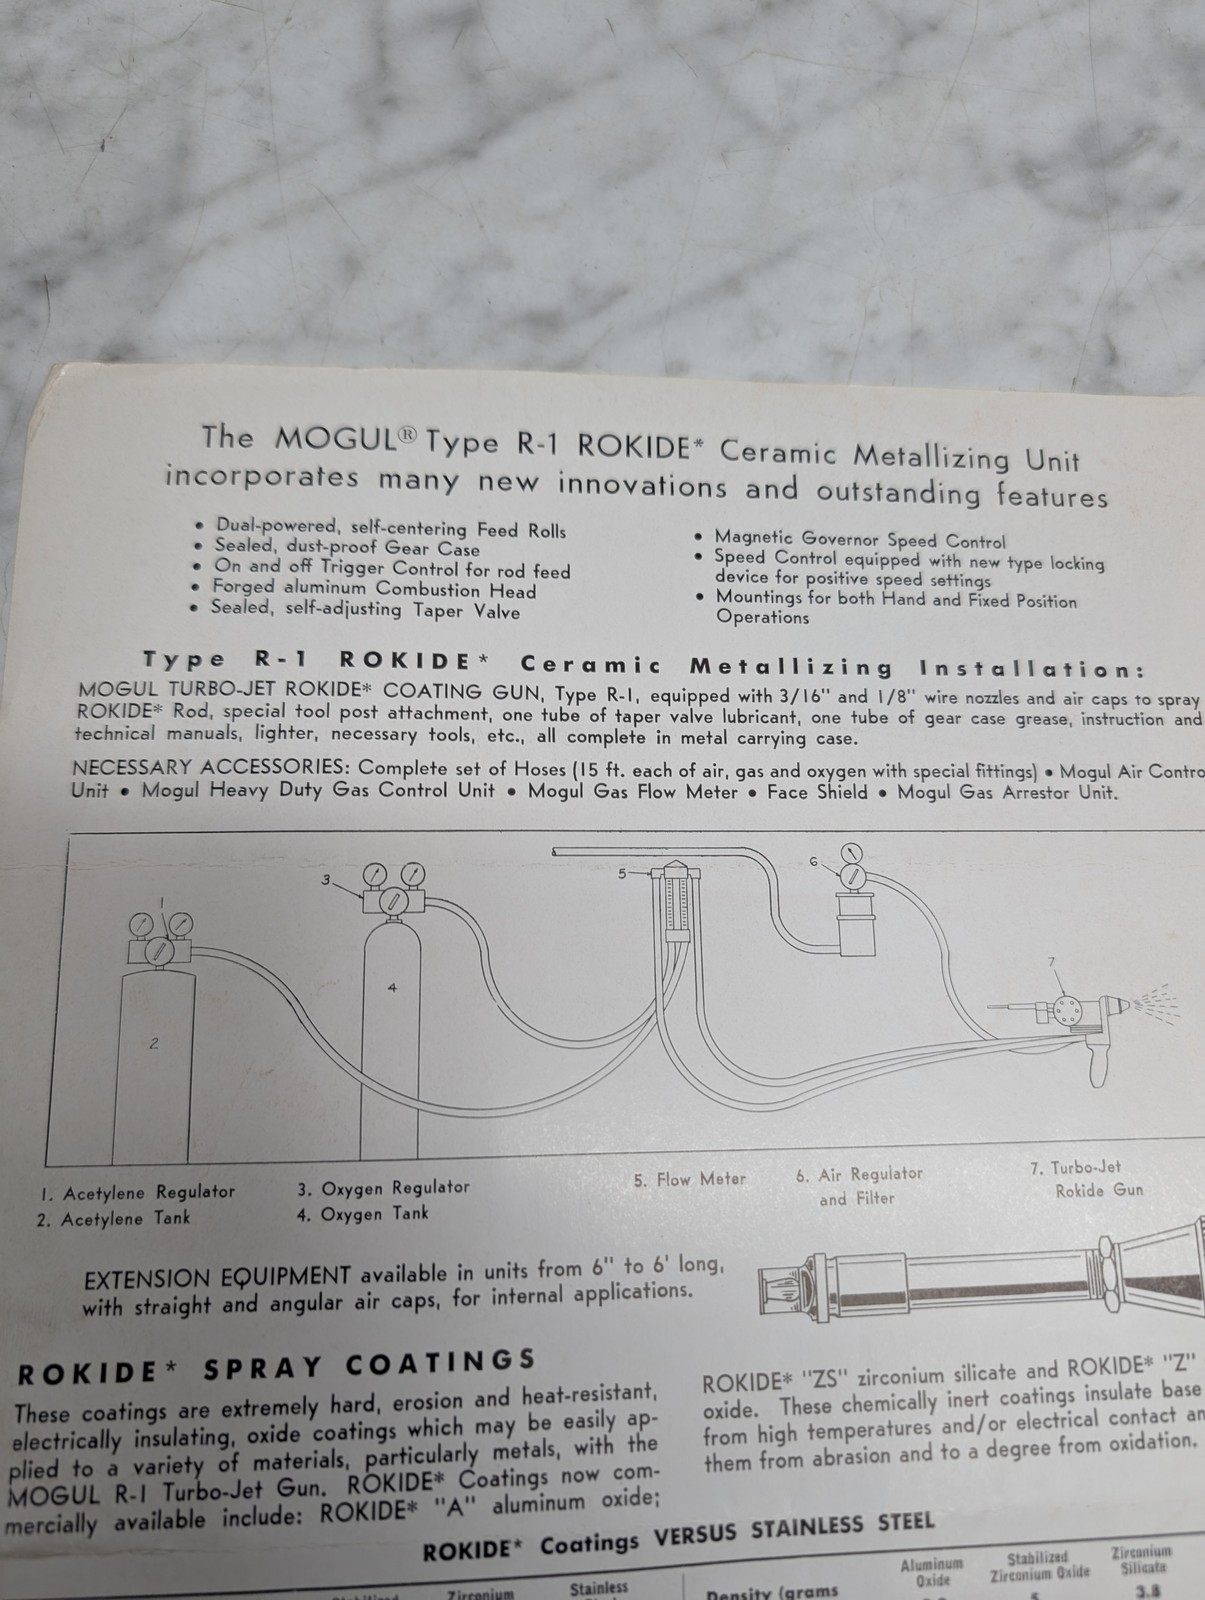 The MOGUL® Type R-1 ROKIDE* Ceramic Metallizing Unit
incorporates many new innovations and outstanding features
• Dual-powered, self-centering Feed Rolls
• Sealed, dust-proof Gear Case
• On and off Trigger Control for rod feed
• Forged aluminum Combustion Head
• Sealed, self-adjusting Taper Valve
• Magnetic Governor Speed Control
• Speed Control equipped with new type locking
device for positive speed settings
• Mountings for both Hand and Fixed Position
Operations
Type R-1 ROKIDE* Ceramic Metallizing Installation:
MOGUL TURBO-JET ROKIDE* COATING GUN, Type R-1, equipped with 3/16" and 1/8" wire nozzles and air caps to spray
ROKIDE* Rod, special tool post attachment, one tube of taper valve lubricant, one tube of gear case grease, instruction and
technical manuals, lighter, necessary tools, etc., all complete in metal carrying case.
NECESSARY ACCESSORIES: Complete set of Hoses (15 ft. each of air, gas and oxygen with special fittings) • Mogul Air Contro
Unit • Mogul Heavy Duty Gas Control Unit • Mogul Gas Flow Meter • Face Shield • Mogul Gas Arrestor Unit.
1
2
3
4
5
6
7
1. Acetylene Regulator
2. Acetylene Tank
3. Oxygen Regulator
4. Oxygen Tank
5. Flow Meter
6. Air Regulator
and Filter
7. Turbo-Jet
Rokide Gun
EXTENSION EQUIPMENT available in units from 6" to 6' long,
with straight and angular air caps, for internal applications.
ROKIDE* SPRAY COATINGS
These coatings are extremely hard, erosion and heat-resistant,
electrically insulating, oxide coatings which may be easily ap-
plied to a variety of materials, particularly metals, with the
MOGUL R-1 Turbo-Jet Gun. ROKIDE* Coatings now com-
mercially available include: ROKIDE* "A" aluminum oxide;
ROKIDE* "ZS" zirconium silicate and ROKIDE* "Z"
oxide. These chemically inert coatings insulate base
from high temperatures and/or electrical contact an
them from abrasion and to a degree from oxidation.
ROKIDE* Coatings VERSUS STAINLESS STEEL
Zirconium
Stainless
Density (grams
Aluminum
Oxide
Stabilized
Zirconium Oxide
Zirconium
Silicate
3.8